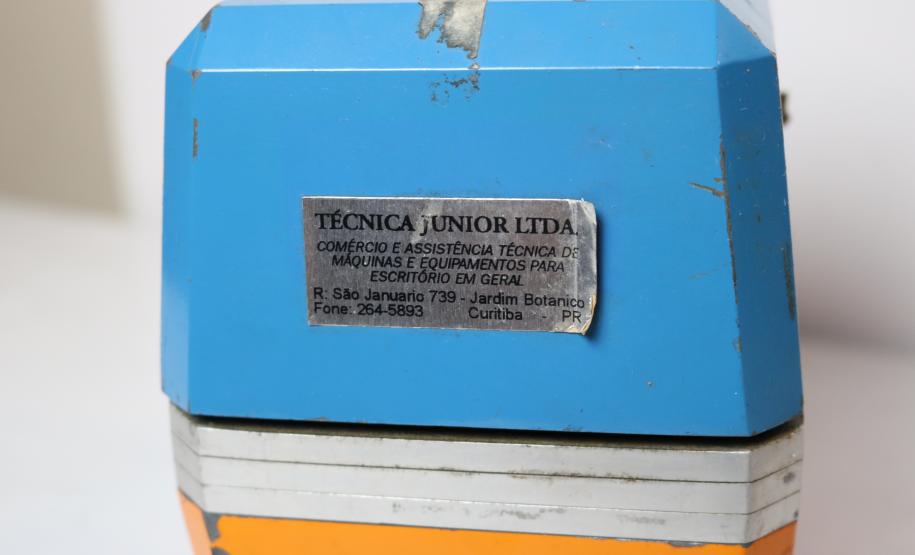 TÉCNICA JUNIOR LTDA.
COMÉRCIO E ASSISTÊNCIA TÉCNICA DE
MÁQUINAS E EQUIPAMENTOS PARA
ESCRITÓRIO EM GERAL
R: São Januario 739 - Jardim Botanico
Fone: 264-5893 Curitiba - PR